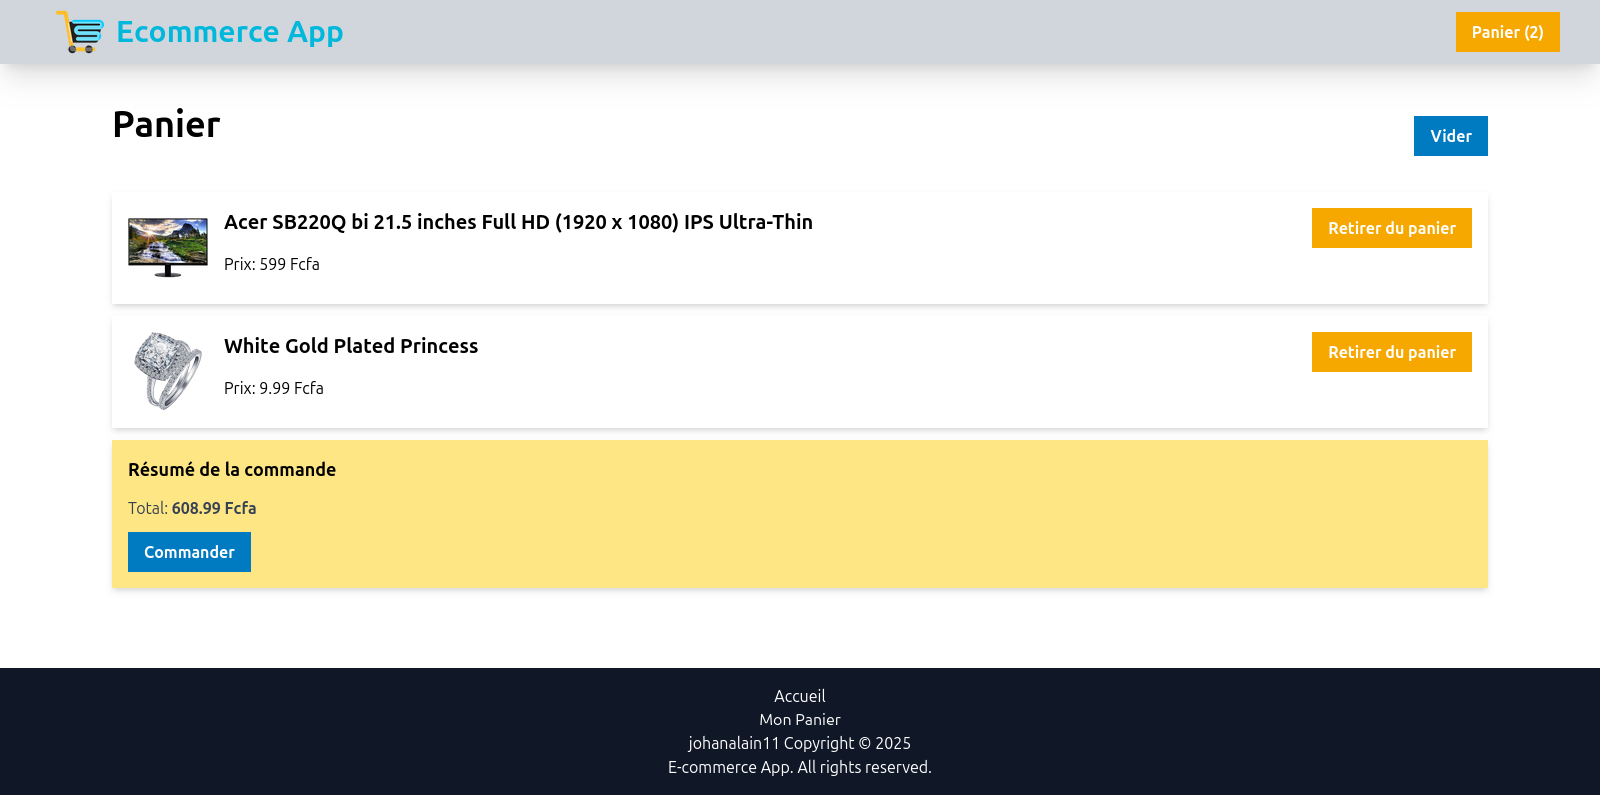 Ecommerce App
Panier (2)
Panier
Vider
Acer SB220Q bi 21.5 inches Full HD (1920 x 1080) IPS Ultra-Thin
Retirer du panier
Prix: 599 Fcfa
White Gold Plated Princess
Retirer du panier
Prix: 9.99 Fcfa
Résumé de la commande
Total: 608.99 Fcfa
Commander
Accueil
Mon Panier
johanalain11 Copyright © 2025
E-commerce App. All rights reserved.